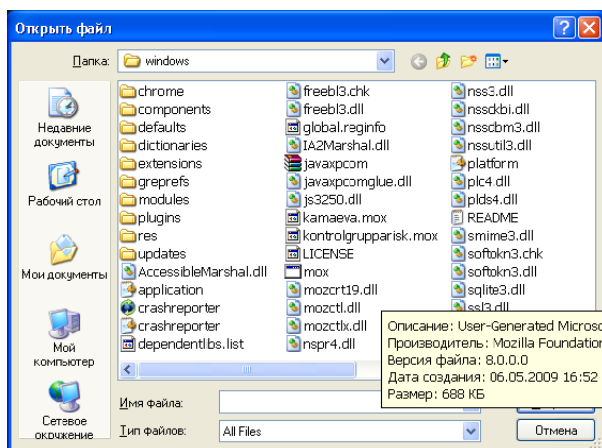 Открыть файл
Папка:
windows
Недавние документы
Рабочий стол
Мои документы
Мой компьютер
Сетевое окружение
chrome
components
defaults
dictionaries
extensions
greprefs
modules
plugins
res
updates
AccessibleMarshal.dll
application
crashreporter
crashreporter
dependentlibs.list
freebl3.chk
freebl3.dll
global.reginfo
IA2Marshal.dll
javaxpcom
javaxpcomglue.dll
js3250.dll
kamaeva.mox
kontrolgrupparisk.mox
LICENSE
mox
mozcrt19.dll
mozctl.dll
mozctlx.dll
nspr4.dll
nss3.dll
nssckbi.dll
nssdbm3.dll
nssutil3.dll
platform
plc4.dll
plds4.dll
README
smime3.dll
softokn3.chk
softokn3.dll
sqlite3.dll
ssl3.dll
Описание: User-Generated Microso
Производитель: Mozilla Foundation
Версия файла: 8.0.0.0
Дата создания: 06.05.2009 16:52
Размер: 688 КБ
Имя файла:
Тип файлов:
All Files
Отмена